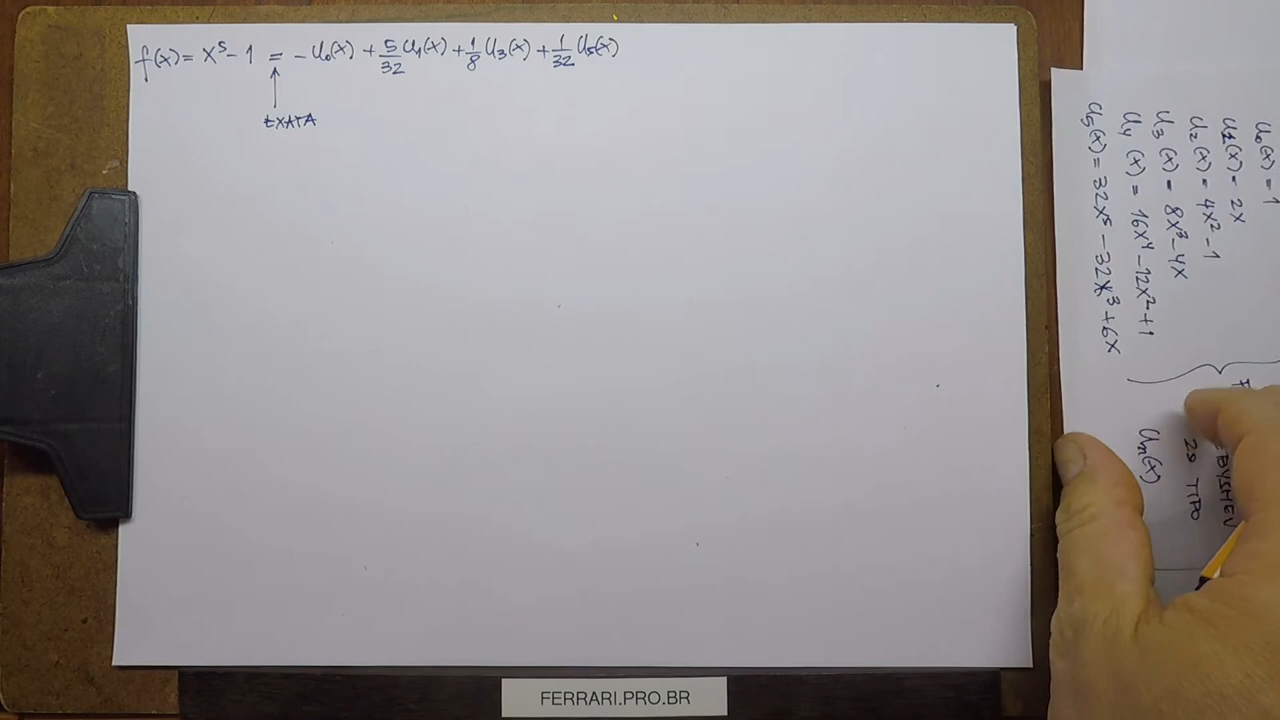 f(x) = x⁵ - 1 = - U₀(x) + 5/32 U₁(x) + 1/8 U₃(x) + 1/32 U₅(x)
EXATA
U₀(x) = 1
U₁(x) = 2x
U₂(x) = 4x² - 1
U₃(x) = 8x³ - 4x
U₄(x) = 16x⁴ - 12x² + 1
U₅(x) = 32x⁵ - 32x³ + 6x
2º TIPO
Uₙ(x)
FERRARI.PRO.BR